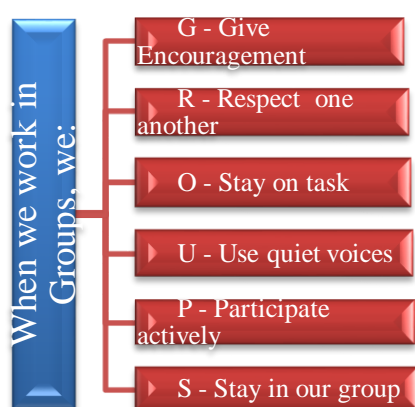 When we work in
Groups, we:
G - Give
Encouragement
R - Respect one
another
O - Stay on task
U - Use quiet voices
P - Participate
actively
S - Stay in our group